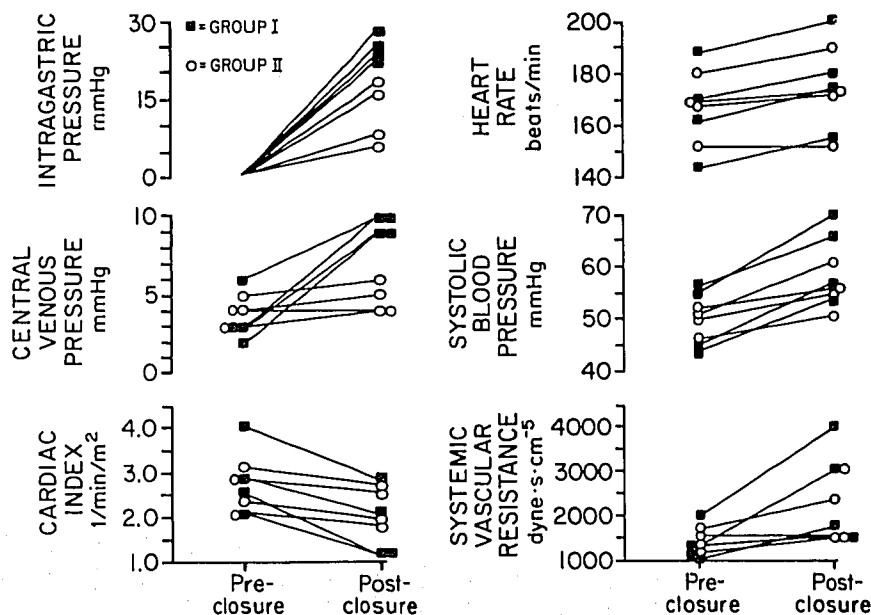 ■ = GROUP I
○ = GROUP II
INTRAGASTRIC
PRESSURE
mmHg
30
15
0
HEART
RATE
beats/min
200
180
160
140
CENTRAL
VENOUS
PRESSURE
mmHg
10
5
0
SYSTOLIC
BLOOD
PRESSURE
mmHg
70
60
50
40
CARDIAC
INDEX
1/min/m²
4.0
3.0
2.0
1.0
SYSTEMIC
VASCULAR
RESISTANCE
dyne·s·cm⁻⁵
4000
3000
2000
1000
Pre-
closure
Post-
closure
Pre-
closure
Post-
closure